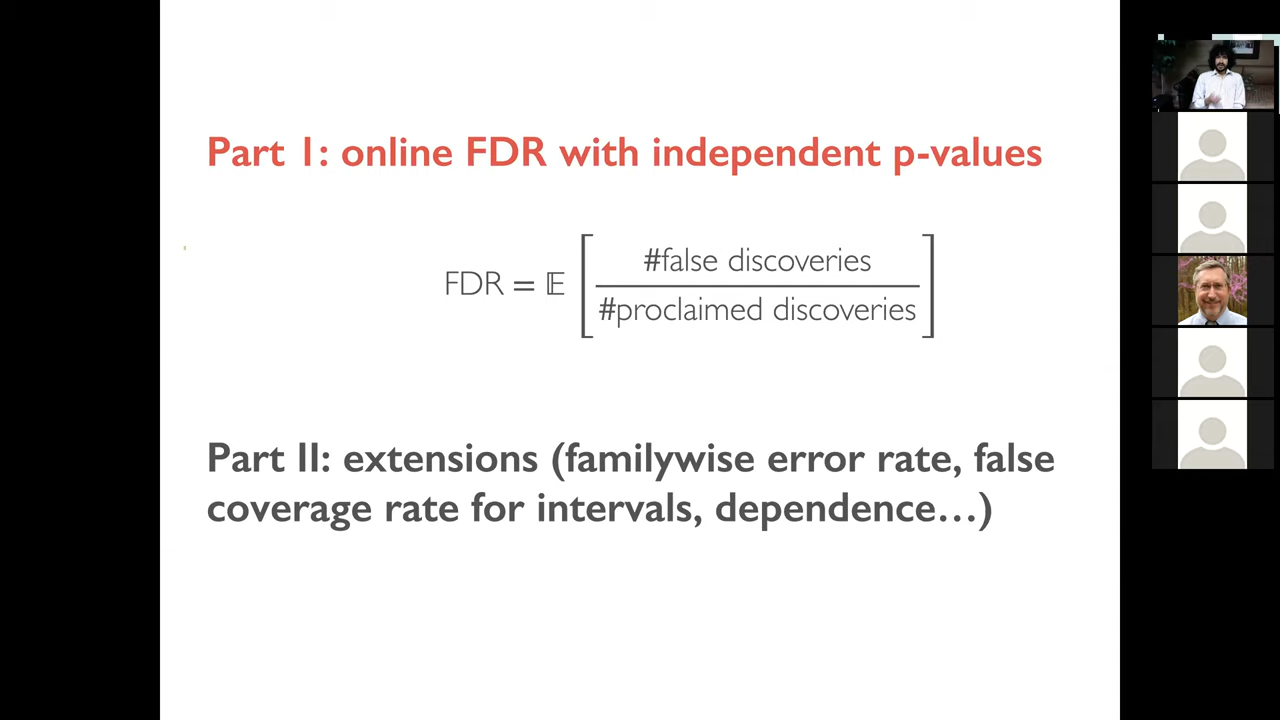 Part 1: online FDR with independent p-values
FDR = 𝔼 [ #false discoveries
#proclaimed discoveries ]
Part II: extensions (familywise error rate, false
coverage rate for intervals, dependence…)